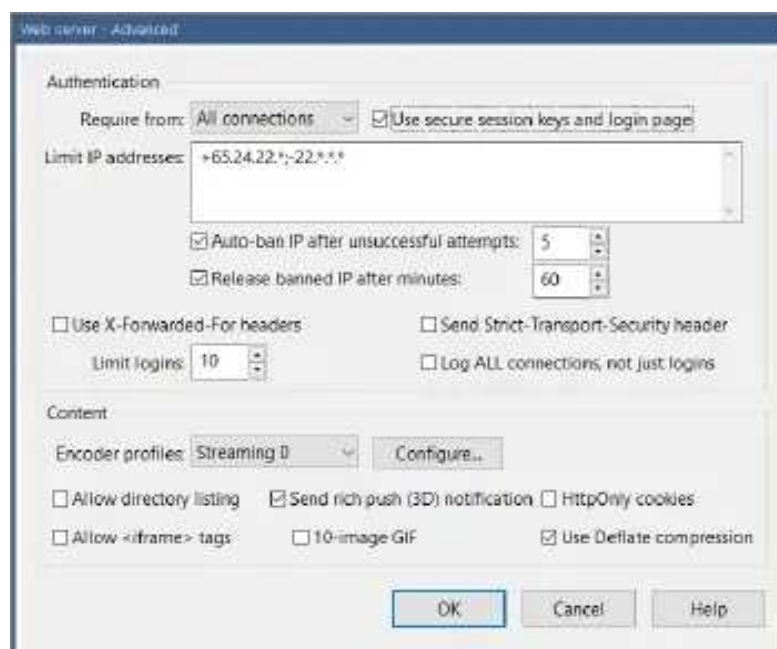 Web server - Advanced
Authentication
Require from: All connections Use secure session keys and login page
Limit IP addresses: +65.24.22.*;-22.*.*.*
Auto-ban IP after unsuccessful attempts: 5
Release banned IP after minutes: 60
Use X-Forwarded-For headers Send Strict-Transport-Security header
Limit logins: 10 Log ALL connections, not just logins
Content
Encoder profiles: Streaming 0 Configure...
Allow directory listing Send rich push (3D) notification HttpOnly cookies
Allow <iframe> tags 10-image GIF Use Deflate compression
OK Cancel Help